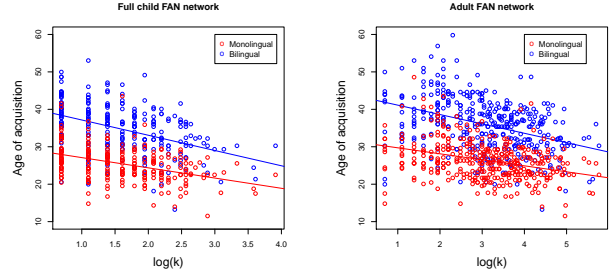 Full child FAN network
Age of acquisition
60
50
40
30
20
10
Monolingual
Bilingual
1.0 1.5 2.0 2.5 3.0 3.5 4.0
log(k)
Adult FAN network
Age of acquisition
60
50
40
30
20
10
Monolingual
Bilingual
1 2 3 4 5
log(k)